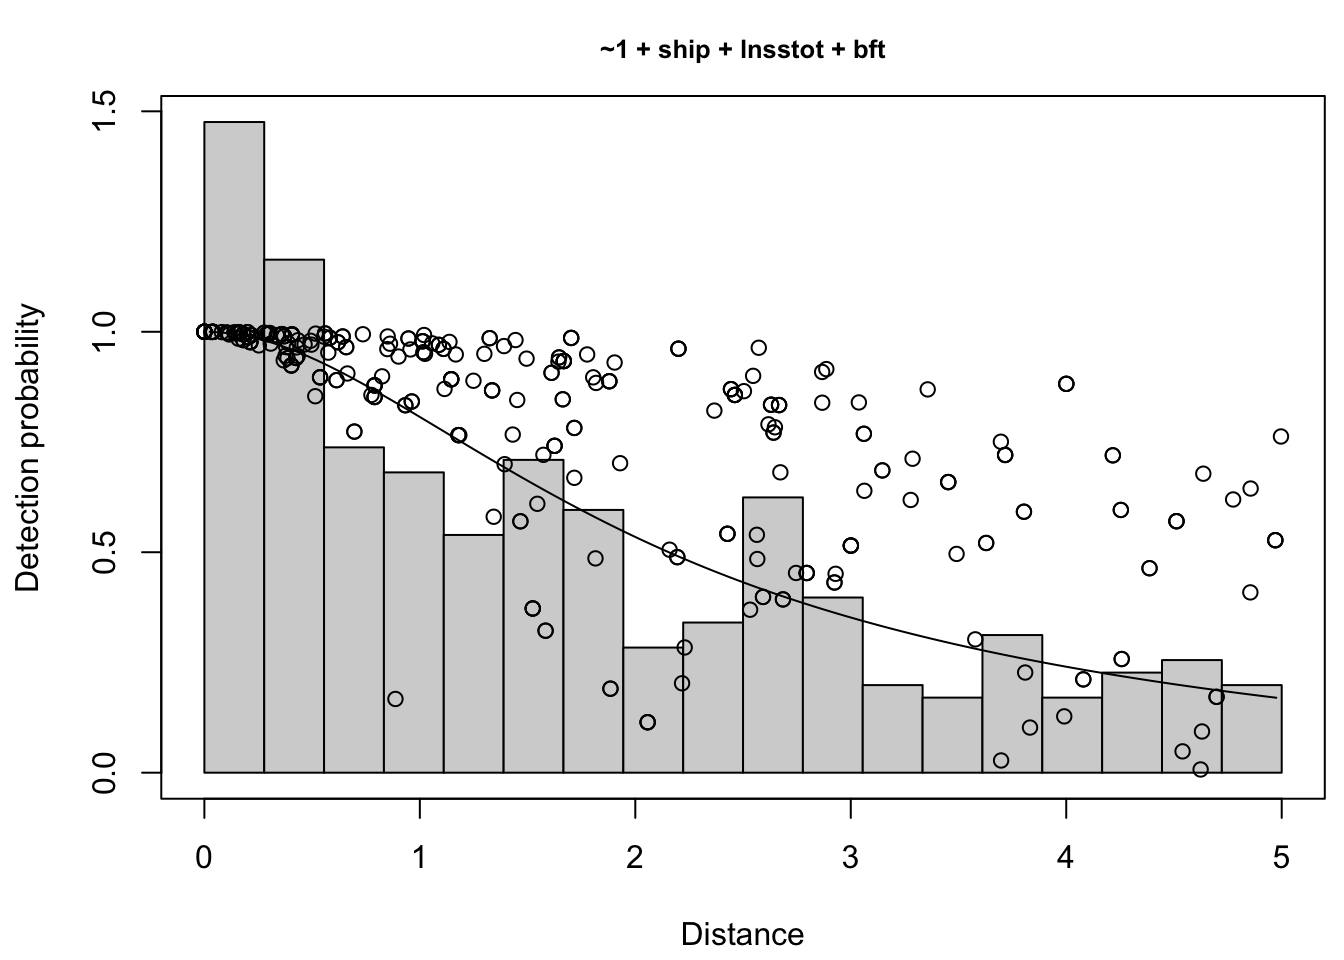 ~1 + ship + lnsstot + bft
Detection probability
1.5
1.0
0.5
0.0
0 1 2 3 4 5
Distance